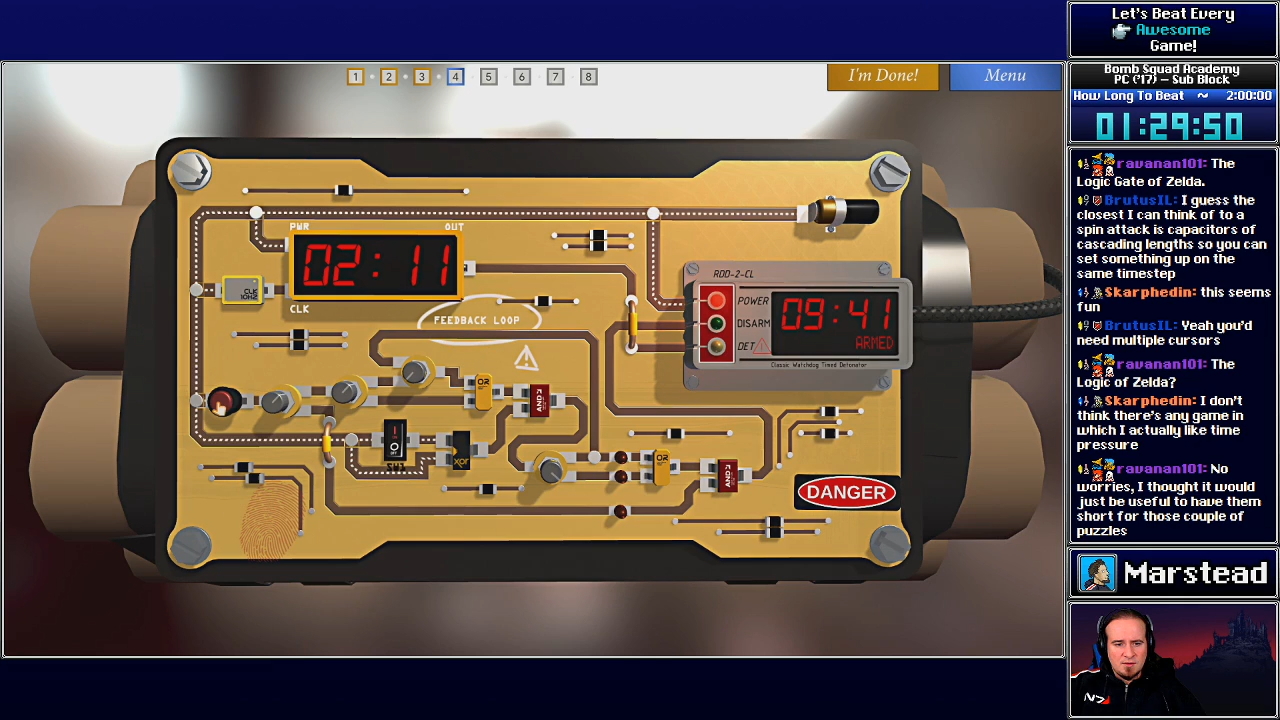 1 2 3 4 5 6 7 8
I'm Done!
Menu
PWR
OUT
02:11
CLK
10HZ
CLK
FEEDBACK LOOP
RDD-2-CL
POWER
DISARM
DET
09:41
ARMED
Classic Watchdog Timed Detonator
OR
AND
SW1
I
O
XOR
OR
AND
DANGER
Let's Beat Every
Awesome
Game!
Bomb Squad Academy
PC ('17) – Sub Block
How Long To Beat ~ 2:00:00
01:29:50
ravanan101: The
Logic Gate of Zelda.
BrutusIL: I guess the
closest I can think of to a
spin attack is capacitors of
cascading lengths so you can
set something up on the
same timestep
Skarphedin: this seems
fun
BrutusIL: Yeah you'd
need multiple cursors
ravanan101: The
Logic of Zelda?
Skarphedin: I don't
think there's any game in
which I actually like time
pressure
ravanan101: No
worries, I thought it would
just be useful to have them
short for those couple of
puzzles
Marstead